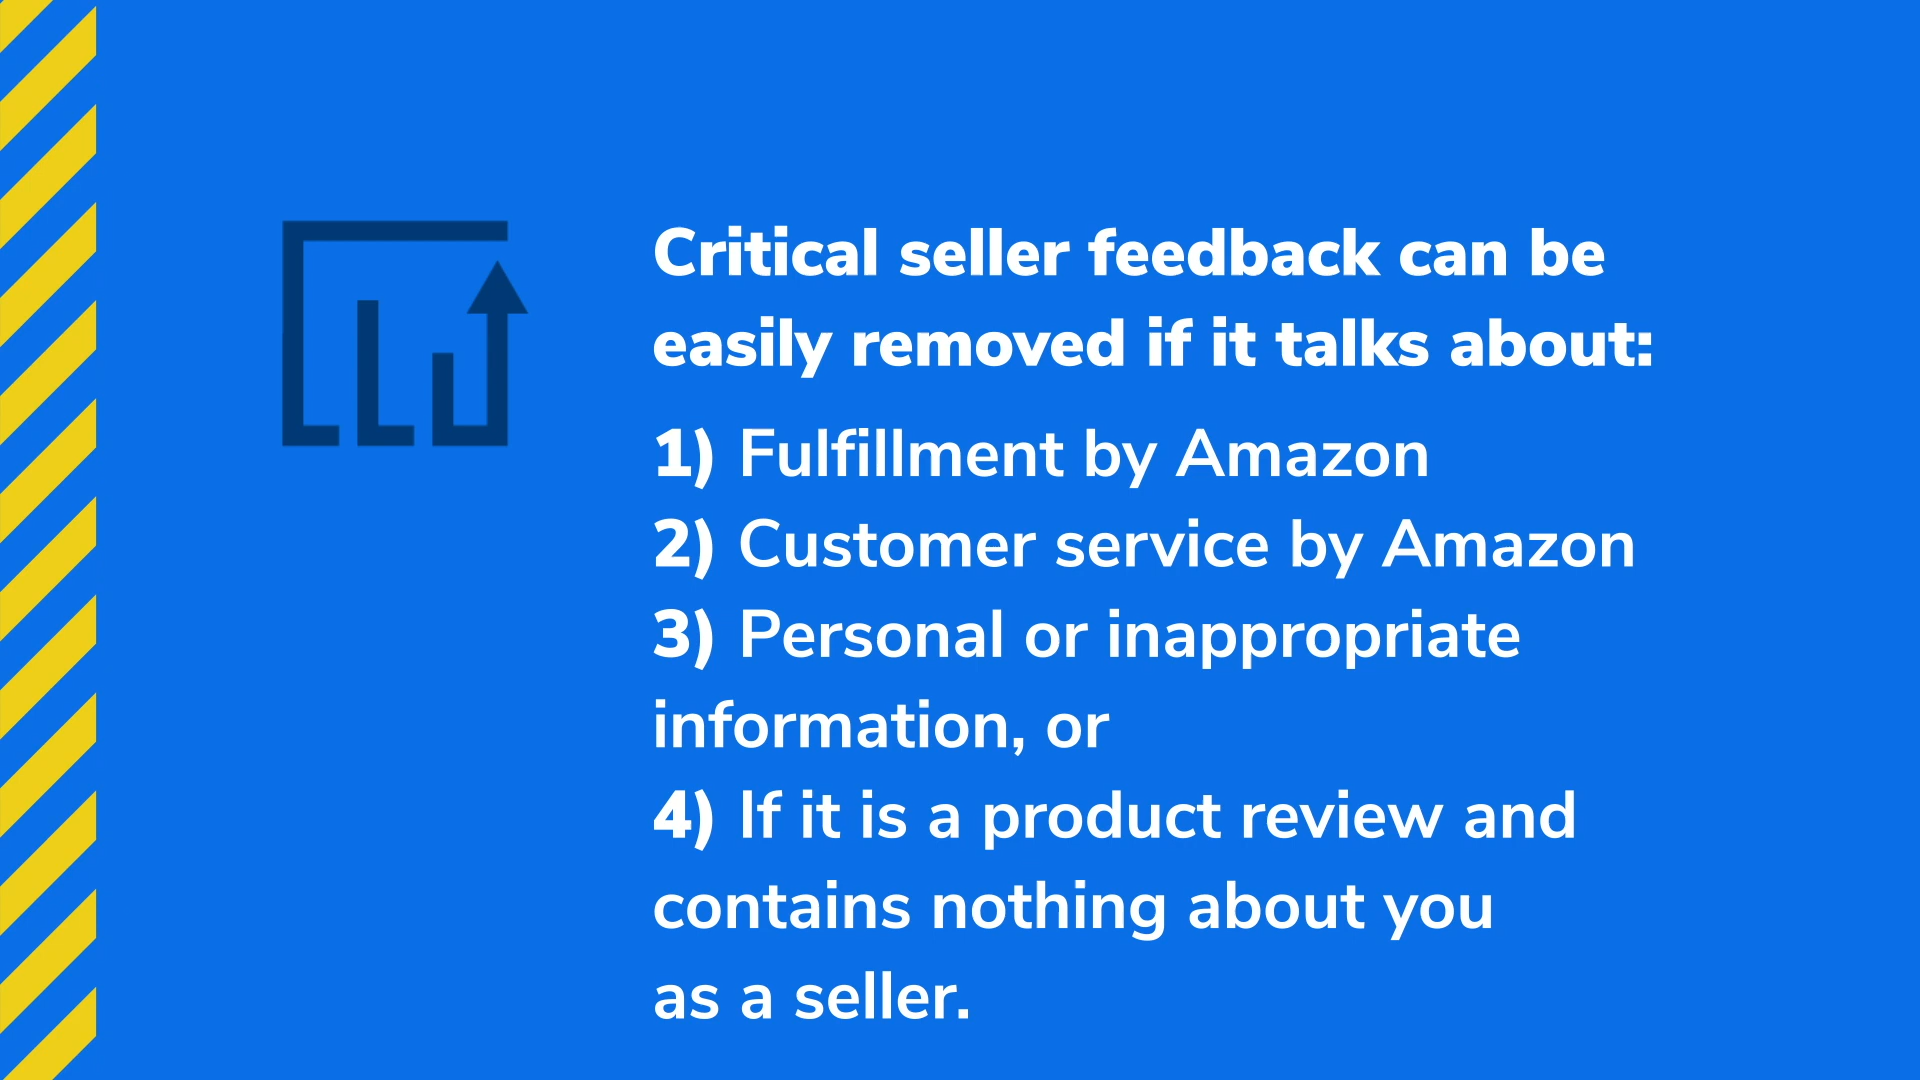 Critical seller feedback can be
easily removed if it talks about:
1) Fulfillment by Amazon
2) Customer service by Amazon
3) Personal or inappropriate
information, or
4) If it is a product review and
contains nothing about you
as a seller.